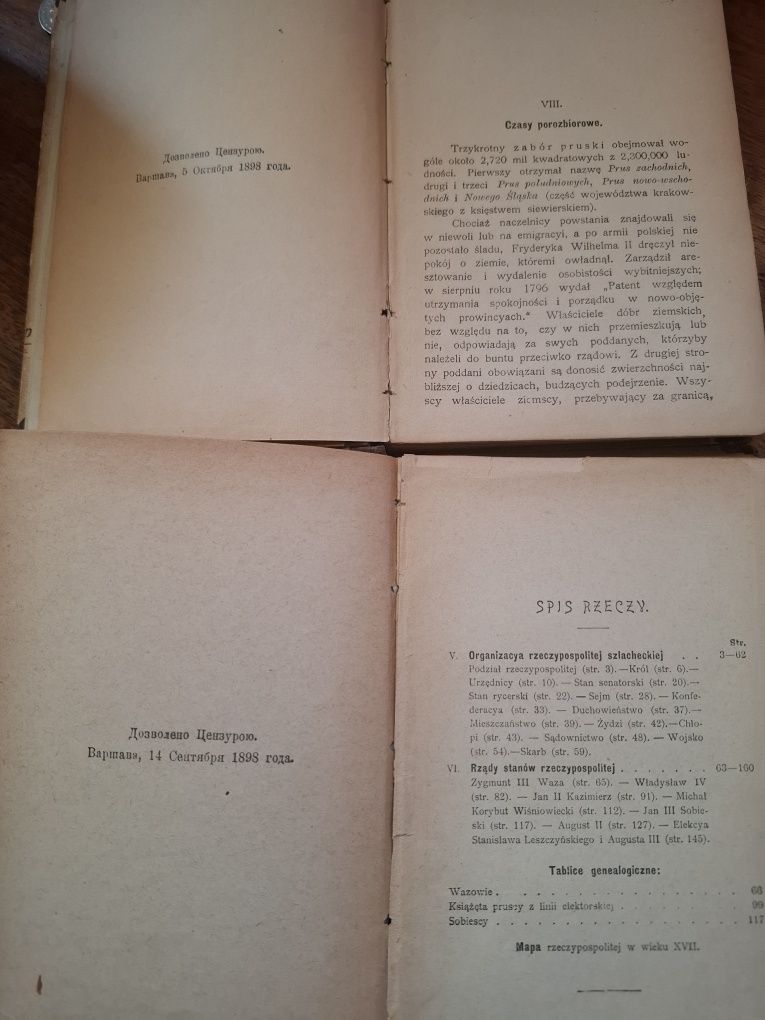 Дозволено Цензурою.
Варшава, 5 Октября 1898 года.
VIII.
Czasy porozbiorowe.
Trzykrotny zabór pruski obejmował wo-
góle około 2,720 mil kwadratowych z 2,300,000 lu-
dności. Pierwszy otrzymał nazwę Prus zachodnich,
drugi i trzeci Prus południowych, Prus nowo-wscho-
dnich i Nowego Śląska (część województwa krakow-
skiego z księstwem siewierskiem).
Chociaż naczelnicy powstania znajdowali się
w niewoli lub na emigracyi, a po armii polskiej nie
pozostało śladu, Fryderyka Wilhelma II dręczył nie-
pokój o ziemie, któremi owładnął. Zarządził are-
sztowanie i wydalenie osobistości wybitniejszych;
w sierpniu roku 1796 wydał „Patent względem
utrzymania spokojności i porządku w nowo-obję-
tych prowincyach.“ Właściciele dóbr ziemskich,
bez względu na to, czy w nich przemieszkują lub
nie, odpowiadają za swych poddanych, którzyby
należeli do buntu przeciwko rządowi. Z drugiej stro-
ny poddani obowiązani są donosić zwierzchności naj-
bliższej o dziedzicach, budzących podejrzenie. Wszy-
scy właściciele ziemscy, przebywający za granicą,
Дозволено Цензурою.
Варшава, 14 Сентября 1898 года.
SPIS RZECZY.
Str.
V. Organizacya rzeczypospolitej szlacheckiej . . 3—62
Podział rzeczypospolitej (str. 3).—Król (str. 6).—
Urzędnicy (str. 10). — Stan senatorski (str. 20).—
Stan rycerski (str. 22). — Sejm (str. 28). — Konfe-
deracya (str. 33). — Duchowieństwo (str. 37).—
Mieszczaństwo (str. 39). — Żydzi (str. 42).—Chło-
pi (str. 43). — Sądownictwo (str. 48). — Wojsko
(str. 54).—Skarb (str. 59).
VI. Rządy stanów rzeczypospolitej . . . . . . . 63—160
Zygmunt III Waza (str. 65). — Władysław IV
(str. 82). — Jan II Kazimierz (str. 91). — Michał
Korybut Wiśniowiecki (str. 112). — Jan III Sobie-
ski (str. 117). — August II (str. 127). — Elekcya
Stanisława Leszczyńskiego i Augusta III (str. 145).
Tablice genealogiczne:
Wazowie . . . . . . . . . . . . . . . . . . 66
Książęta pruscy z linii elektorskiej . . . . . . . . . 99
Sobiescy . . . . . . . . . . . . . . . . . . 117
Mapa rzeczypospolitej w wieku XVII.